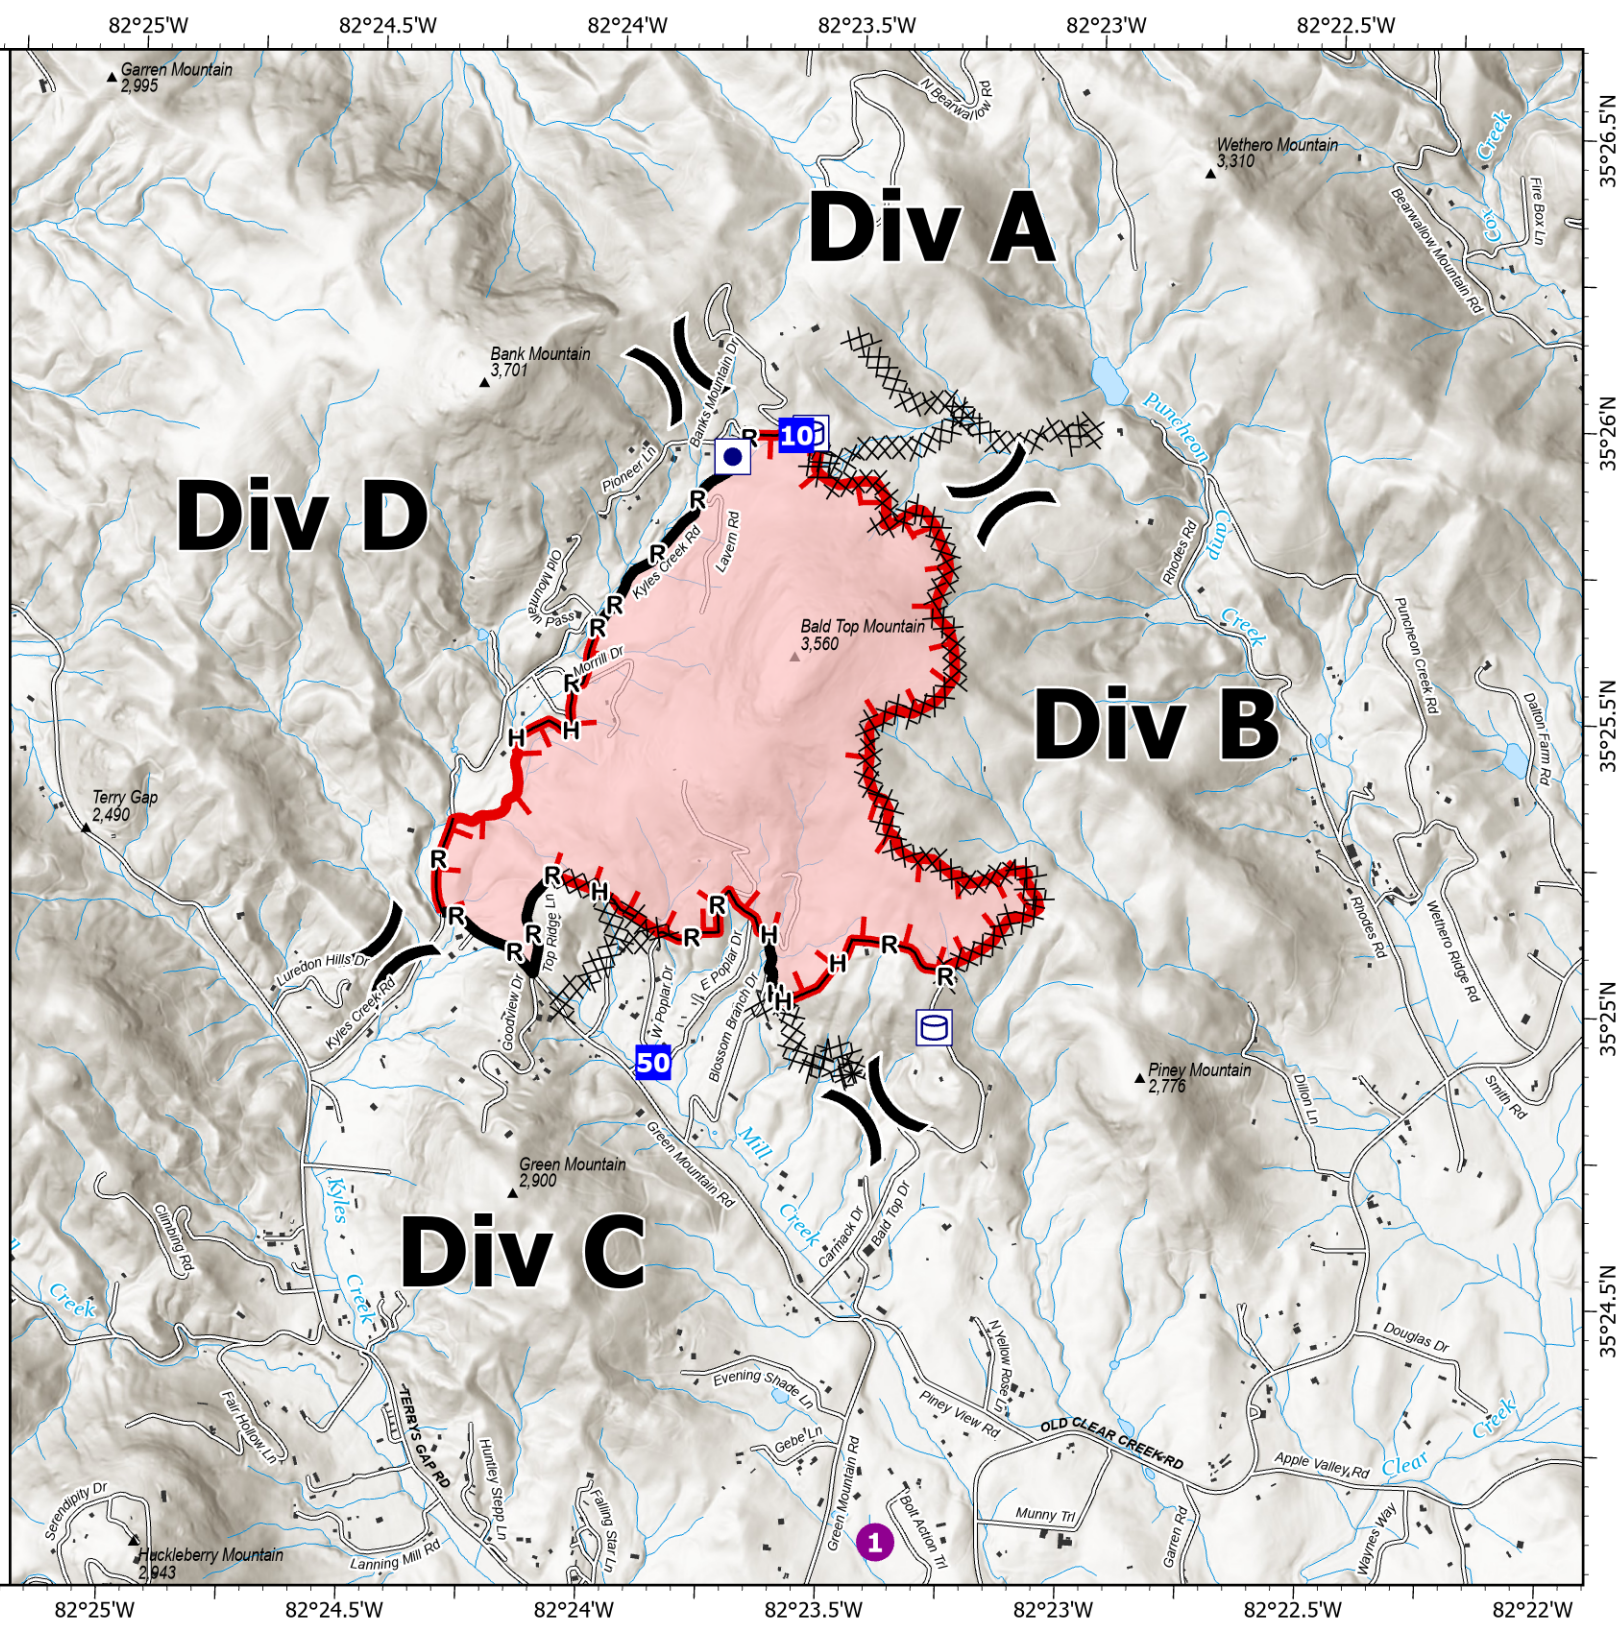 82°25'W
82°24.5'W
82°24'W
82°23.5'W
82°23'W
82°22.5'W
Garren Mountain
2,995
N Bearwallow Rd
35°26.5'N
Creek
Wethero Mountain
3,310
Fire Box Ln
Cox
Bearwallow Mountain Rd
Div A
Bank Mountain
3,701
Banks Mountain Dr
Puncheon
35°26'N
R
10
Pioneer Ln
Div D
R
Lavern Rd
Kyles Creek Rd
R
Camp
Rhodes Rd
Old Mountain Pass
R
R
Creek
Puncheon Creek Rd
Bald Top Mountain
3,560
Morrill Dr
R
Div B
H
H
35°25.5'N
Dalton Farm Rd
Terry Gap
2,490
R
R
H
Top Ridge Ln
R
R
R
R
R
H
R
H
R
H
Rhodes Rd
Wethero Ridge Rd
Luredon Hills Dr
Kyles Creek Rd
Goodview Dr
W Poplar Dr
E Poplar Dr
Blossom Branch Dr
H
35°25'N
50
Piney Mountain
2,776
Dillon Ln
Smith Rd
Mill
Creek
Green Mountain Rd
Green Mountain
2,900
Kyles
Creek
Climbing Rd
Div C
Carmack Dr
Bald Top Dr
Creek
35°24.5'N
N Yellow Rose Ln
Douglas Dr
Evening Shade Ln
Piney View Rd
OLD CLEAR CREEK RD
Creek
Clear
Apple Valley Rd
Gebe Ln
Fair Hollow Ln
TERRYS GAP RD
Huntley Stepp Ln
Falling Star Ln
Green Mountain Rd
Bolt Action Trl
Munny Trl
Garren Rd
Waynes Way
Serendipity Dr
Huckleberry Mountain
2,943
Lanning Mill Rd
1
82°25'W
82°24.5'W
82°24'W
82°23.5'W
82°23'W
82°22.5'W
82°22'W